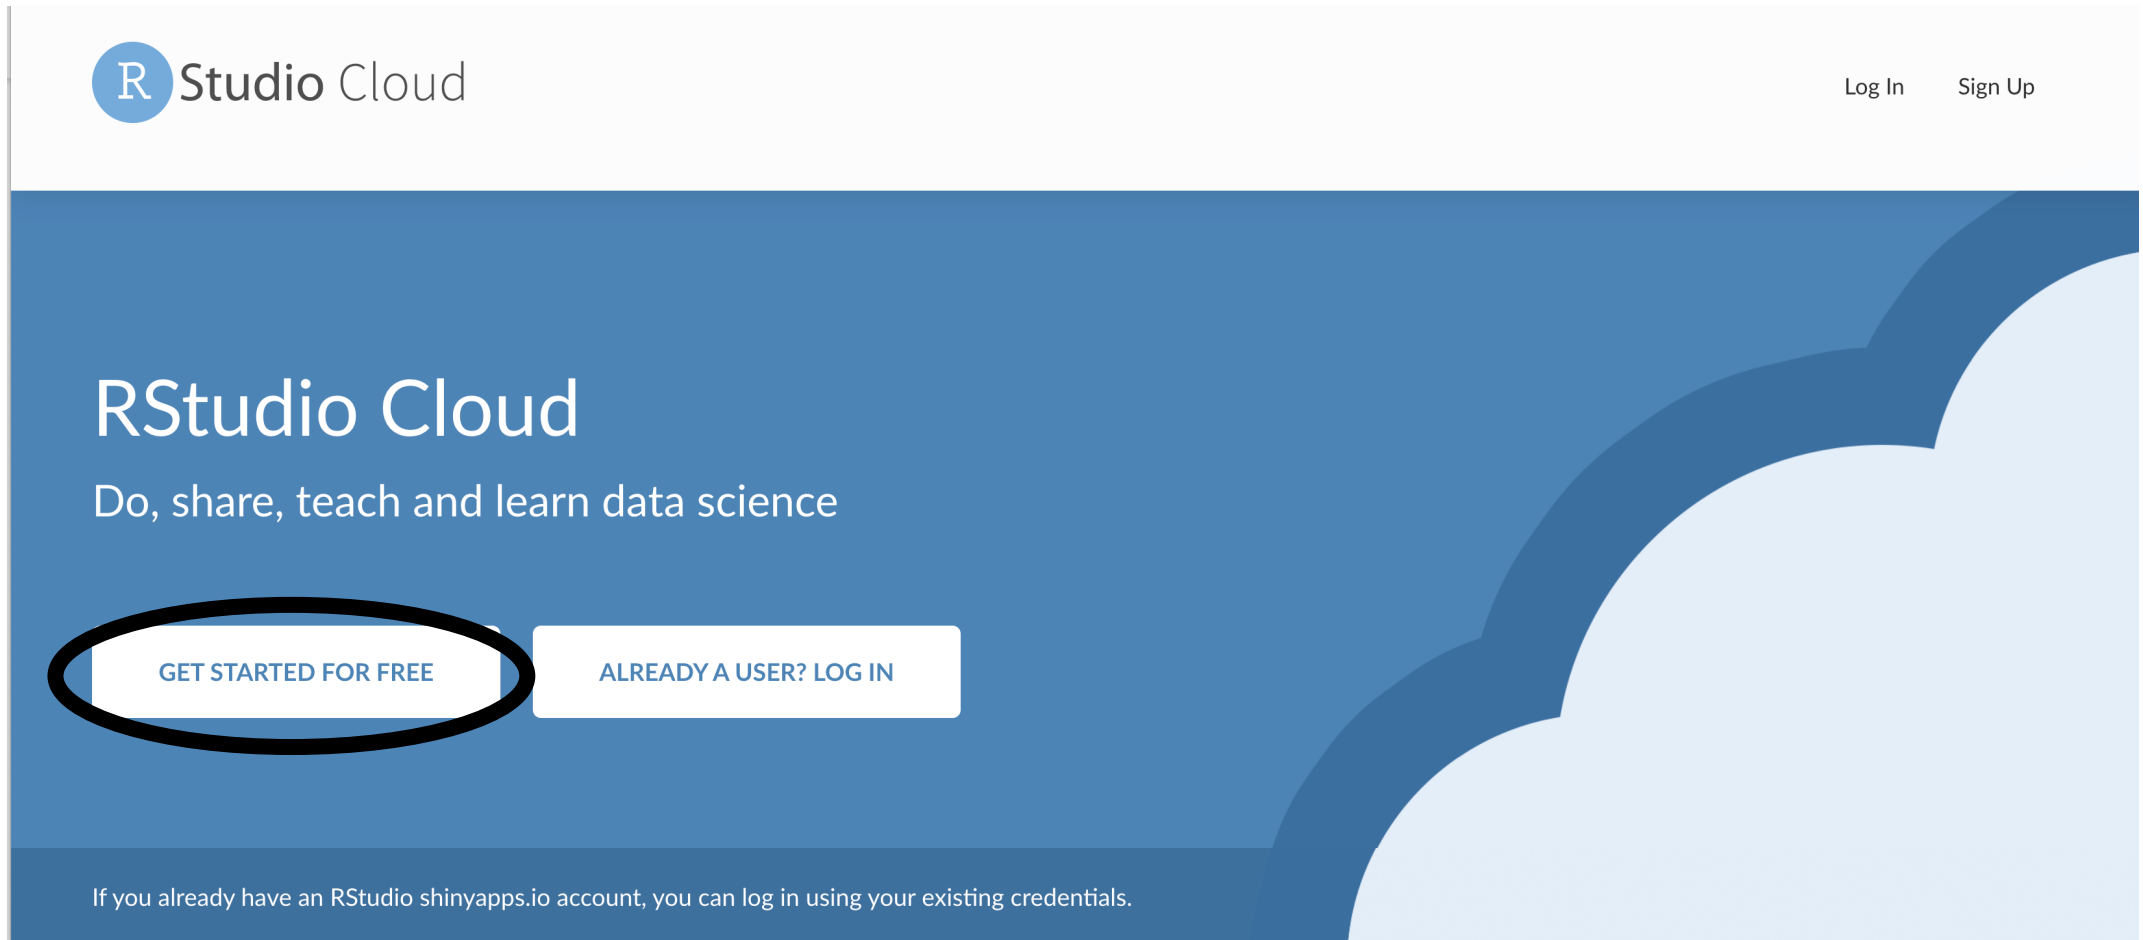 R Studio Cloud
Log In
Sign Up
RStudio Cloud
Do, share, teach and learn data science
GET STARTED FOR FREE
ALREADY A USER? LOG IN
If you already have an RStudio shinyapps.io account, you can log in using your existing credentials.